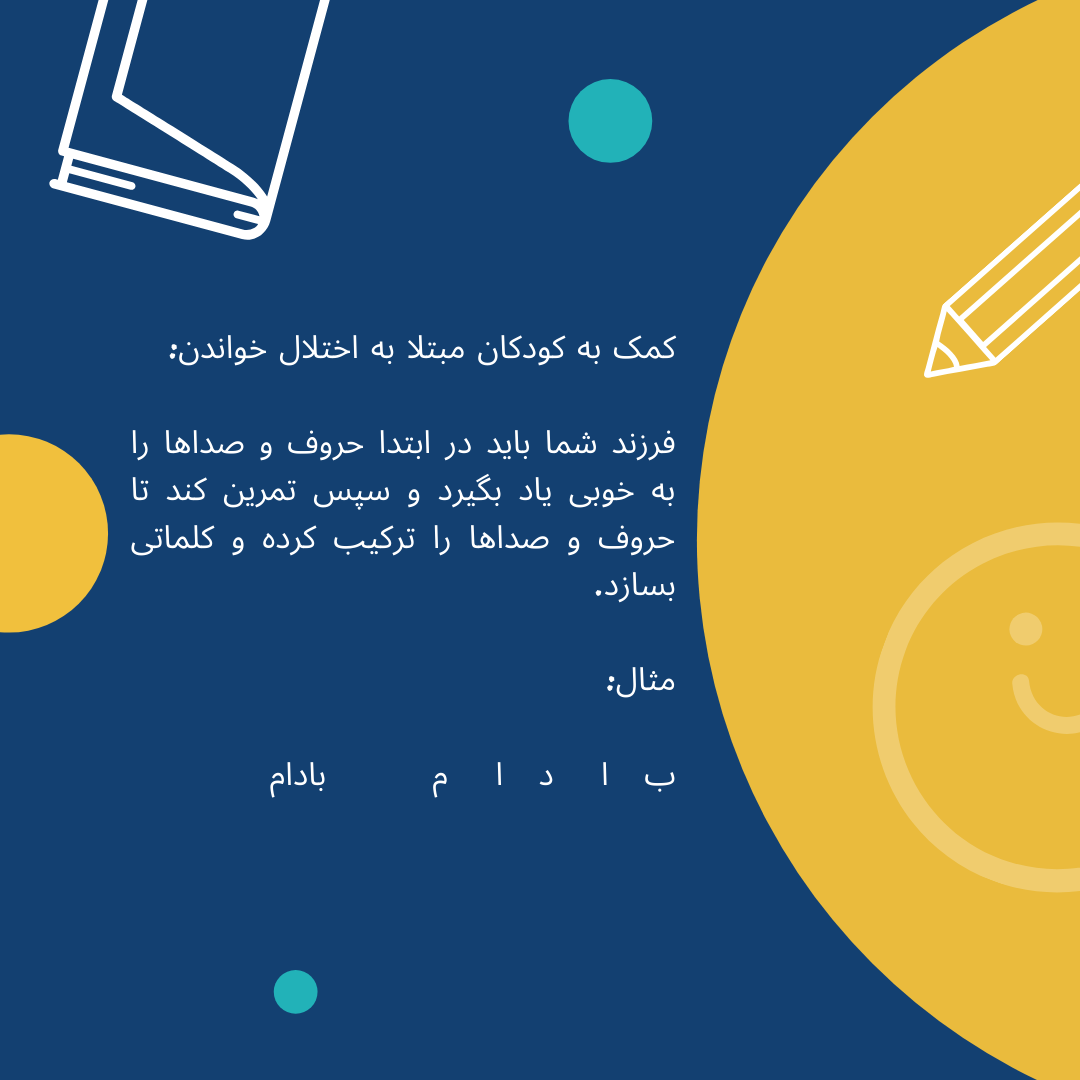 کمک به کودکان مبتلا به اختلال خواندن:
فرزند شما باید در ابتدا حروف و صداها را
به خوبی یاد بگیرد و سپس تمرین کند تا
حروف و صداها را ترکیب کرده و کلماتی
بسازد.
مثال:
ب ا د ا م بادام